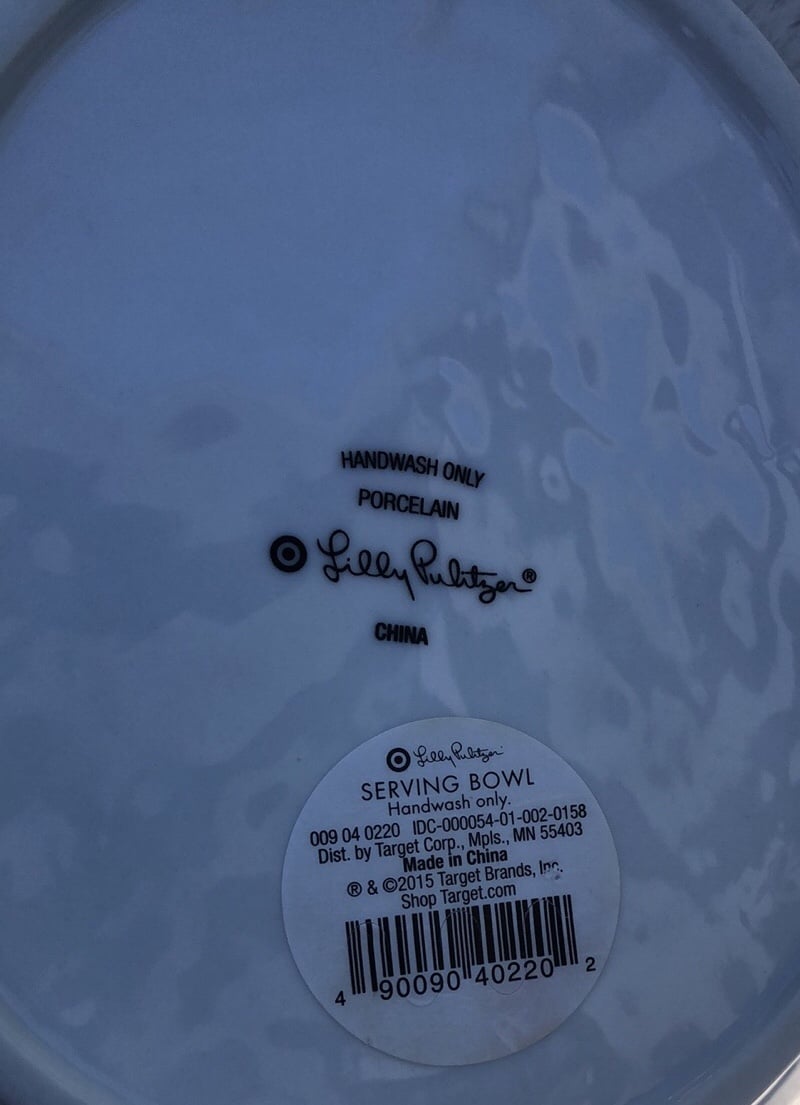 HANDWASH ONLY
PORCELAIN
Lilly Pulitzer®
CHINA
Lilly Pulitzer
SERVING BOWL
Handwash only.
009 04 0220 IDC-000054-01-002-0158
Dist. by Target Corp., Mpls., MN 55403
Made in China
® & ©2015 Target Brands, Inc.
Shop Target.com
4 90090 40220 2